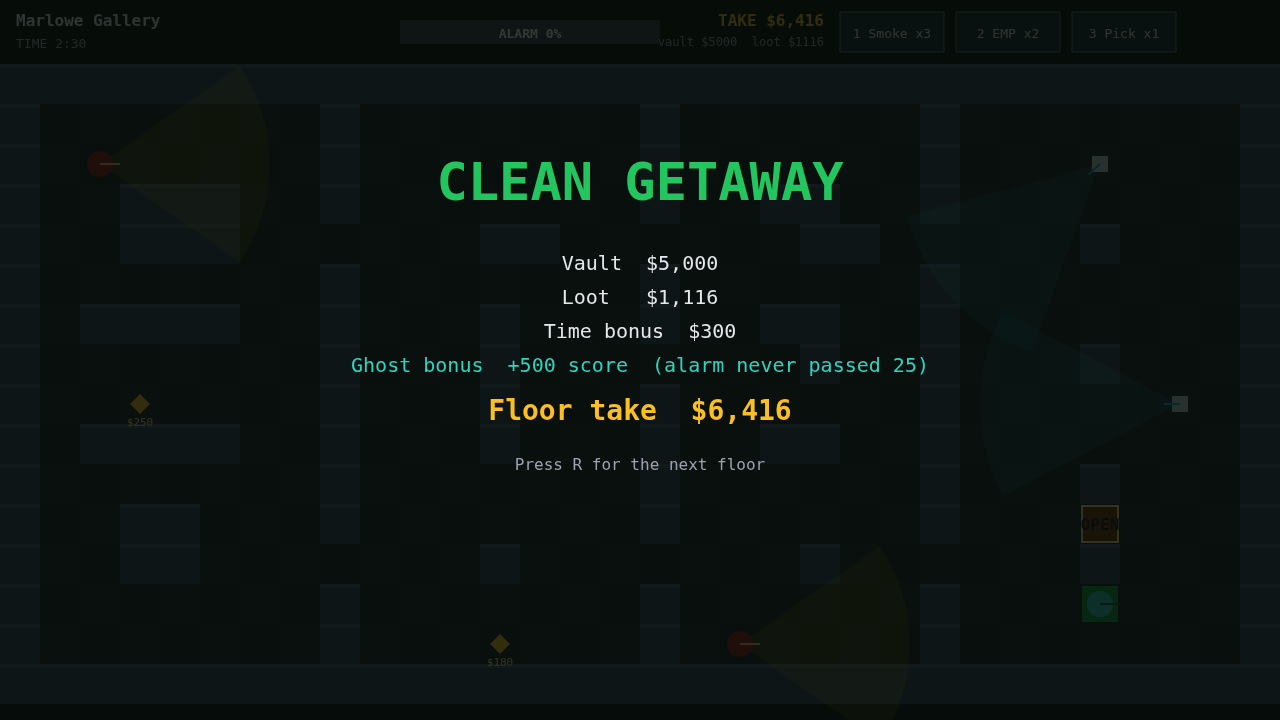 Marlowe Gallery
TIME 2:30
ALARM 0%
TAKE $6,416
vault $5000  loot $1116
1 Smoke x3
2 EMP x2
3 Pick x1
CLEAN GETAWAY
Vault  $5,000
Loot   $1,116
Time bonus  $300
Ghost bonus  +500 score  (alarm never passed 25)
Floor take  $6,416
$250
Press R for the next floor
OPEN
$180